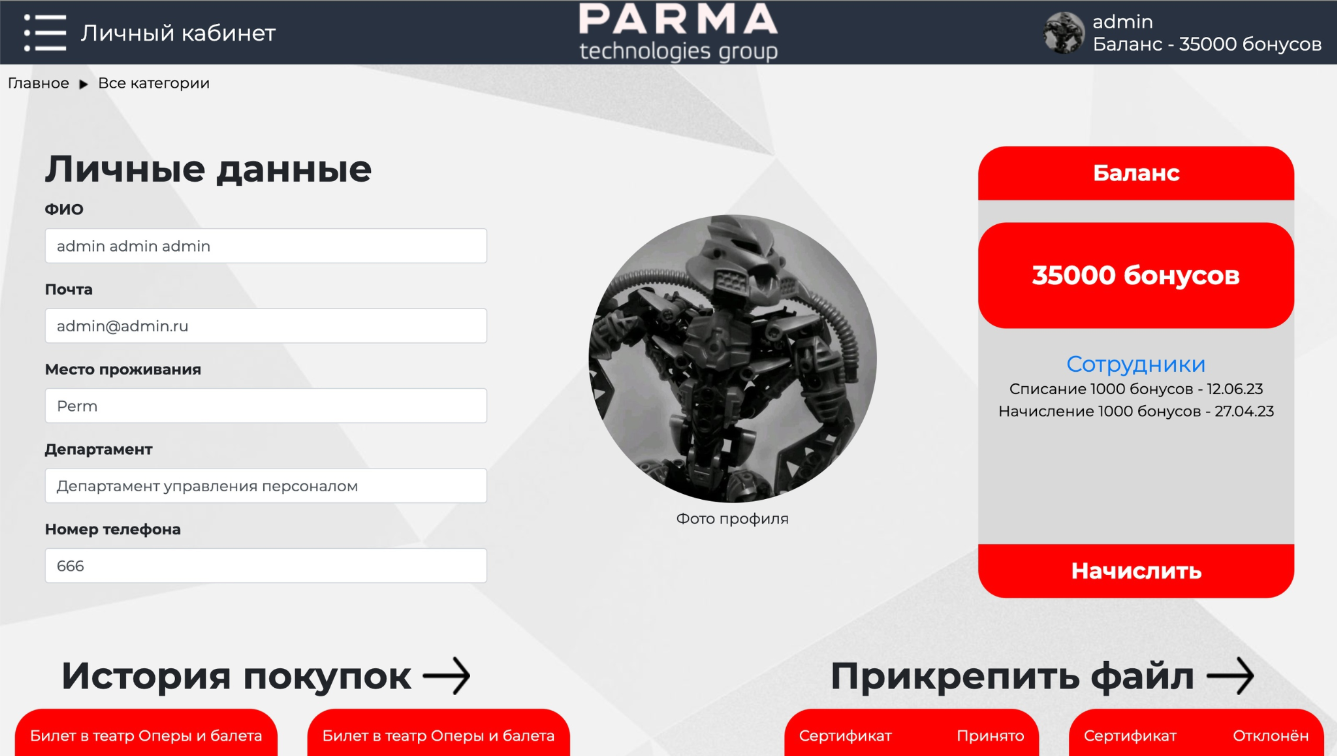 Личный кабинет
PARMA
technologies group
admin
Баланс - 35000 бонусов
Главное ▶ Все категории
Личные данные
ФИО
admin admin admin
Почта
admin@admin.ru
Место проживания
Perm
Департамент
Департамент управления персоналом
Номер телефона
666
Фото профиля
Баланс
35000 бонусов
Сотрудники
Списание 1000 бонусов - 12.06.23
Начисление 1000 бонусов - 27.04.23
Начислить
История покупок
Билет в театр Оперы и балета
Билет в театр Оперы и балета
Прикрепить файл
Сертификат Принято
Сертификат Отклонён